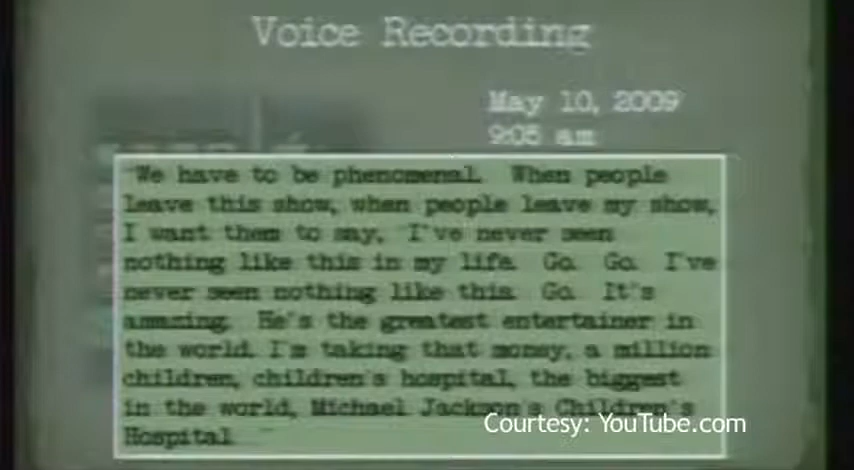 Voice Recording
May 10, 2009
9:05 am
"We have to be phenomenal. When people
leave this show, when people leave my show,
I want them to say, 'I've never seen
nothing like this in my life. Go. Go. I've
never seen nothing like this. Go. It's
amazing. He's the greatest entertainer in
the world. I'm taking that money, a million
children, children's hospital, the biggest
in the world, Michael Jackson's Children's
Hospital."
Courtesy: YouTube.com